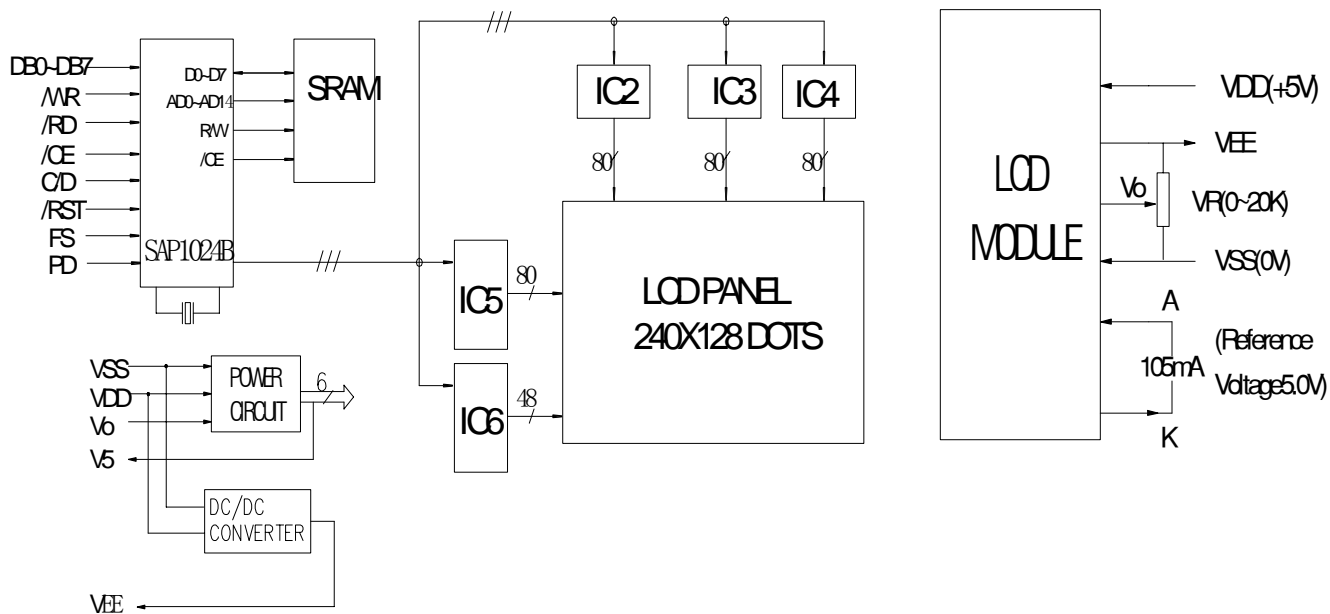 DB0~DB7
/WR
/RD
/CE
C/D
/RST
FS
PD
D0~D7
AD0~AD14
R/W
/CE
SAP1024B
SRAM
IC2
IC3
IC4
80
80
80
IC5
80
IC6
48
LCD PANEL
240X128 DOTS
VSS
VDD
Vo
V5
POWER
CIRCUIT
6
DC/DC
CONVERTER
VEE
LCD
MODULE
VDD(+5V)
VEE
Vo
VR(0~20K)
VSS(0V)
A
105mA
(Reference
Voltage5.0V)
K